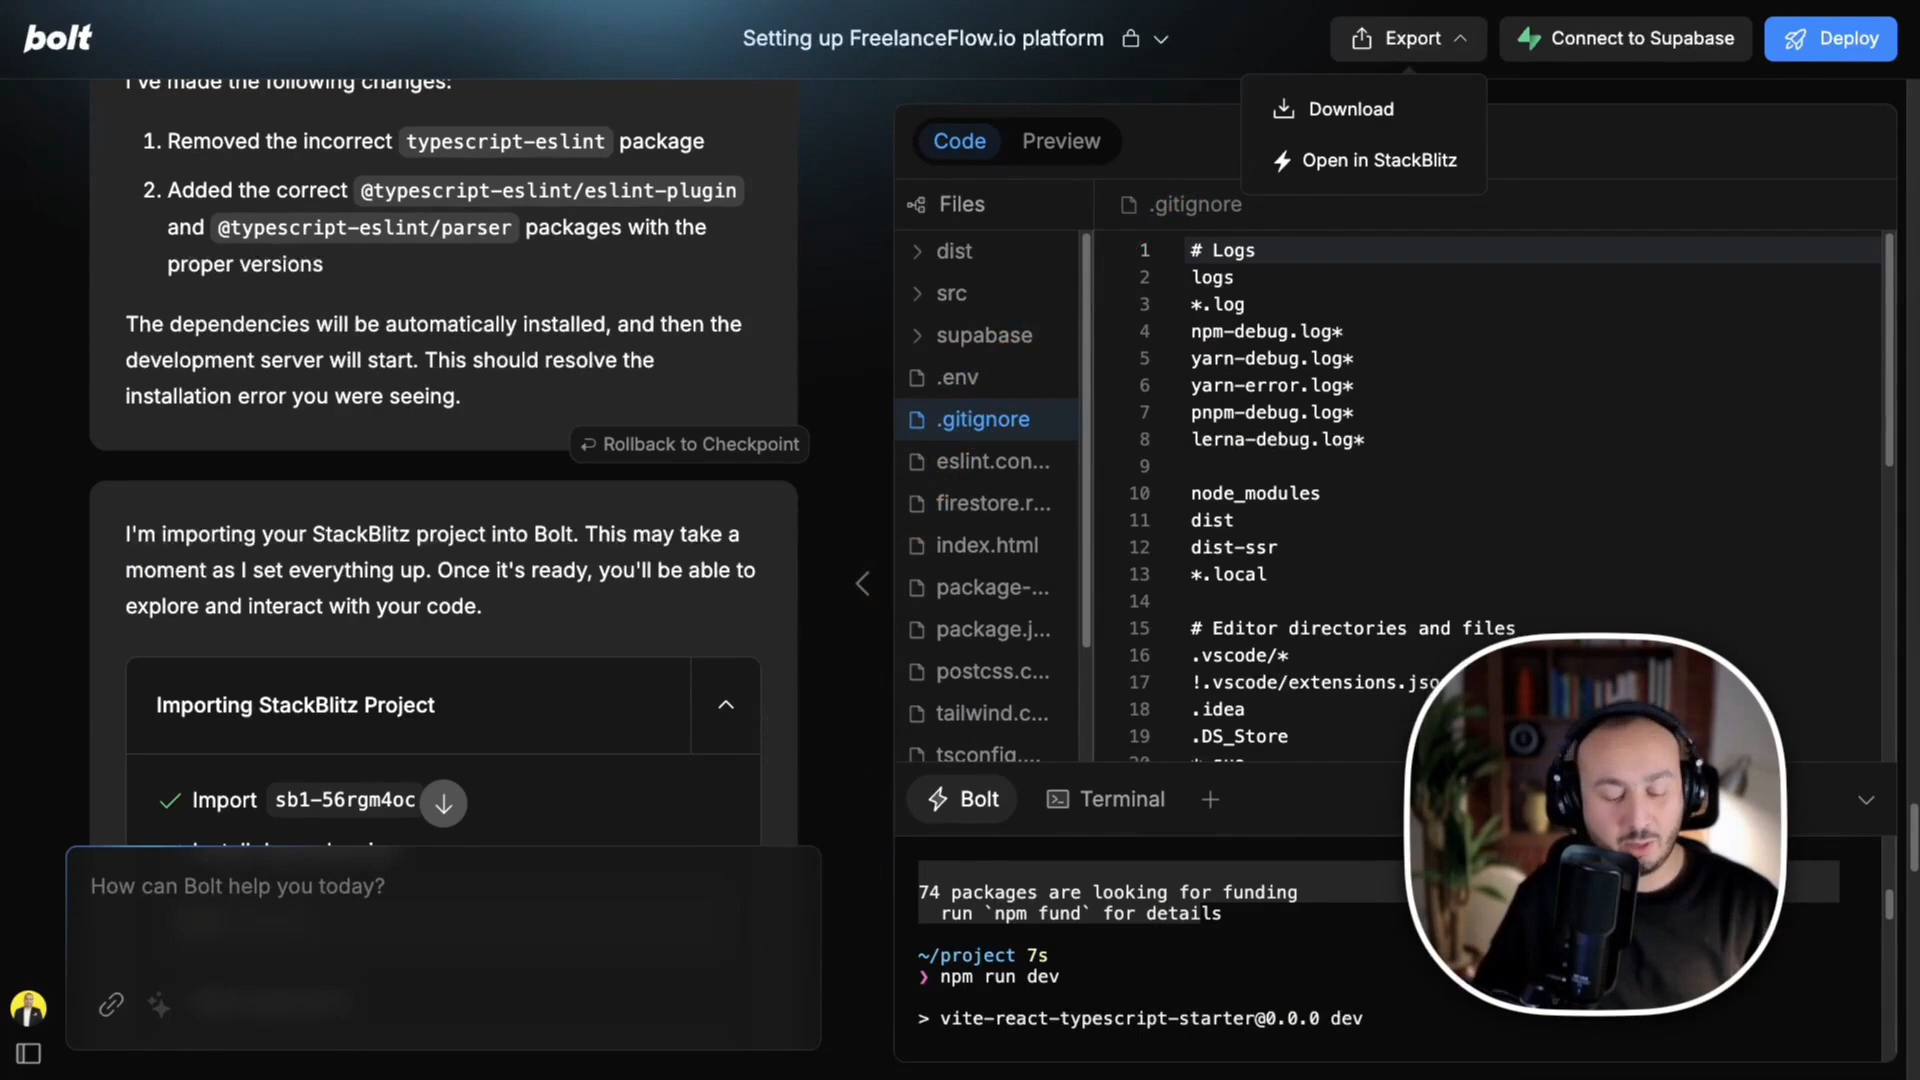 bolt
Setting up FreelanceFlow.io platform
Export
Connect to Supabase
Deploy
Download
Open in StackBlitz
I've made the following changes:
1. Removed the incorrect typescript-eslint package
2. Added the correct @typescript-eslint/eslint-plugin
and @typescript-eslint/parser packages with the
proper versions
The dependencies will be automatically installed, and then the
development server will start. This should resolve the
installation error you were seeing.
Rollback to Checkpoint
I'm importing your StackBlitz project into Bolt. This may take a
moment as I set everything up. Once it's ready, you'll be able to
explore and interact with your code.
Importing StackBlitz Project
Import sb1-56rgm4oc
How can Bolt help you today?
Code
Preview
Files
dist
src
supabase
.env
.gitignore
eslint.con...
firestore.r...
index.html
package-...
package.j...
postcss.c...
tailwind.c...
tsconfig....
.gitignore
1 # Logs
2 logs
3 *.log
4 npm-debug.log*
5 yarn-debug.log*
6 yarn-error.log*
7 pnpm-debug.log*
8 lerna-debug.log*
9
10 node_modules
11 dist
12 dist-ssr
13 *.local
14
15 # Editor directories and files
16 .vscode/*
17 !.vscode/extensions.jso
18 .idea
19 .DS_Store
Bolt
Terminal
74 packages are looking for funding
run `npm fund` for details
~/project 7s
❯ npm run dev
> vite-react-typescript-starter@0.0.0 dev